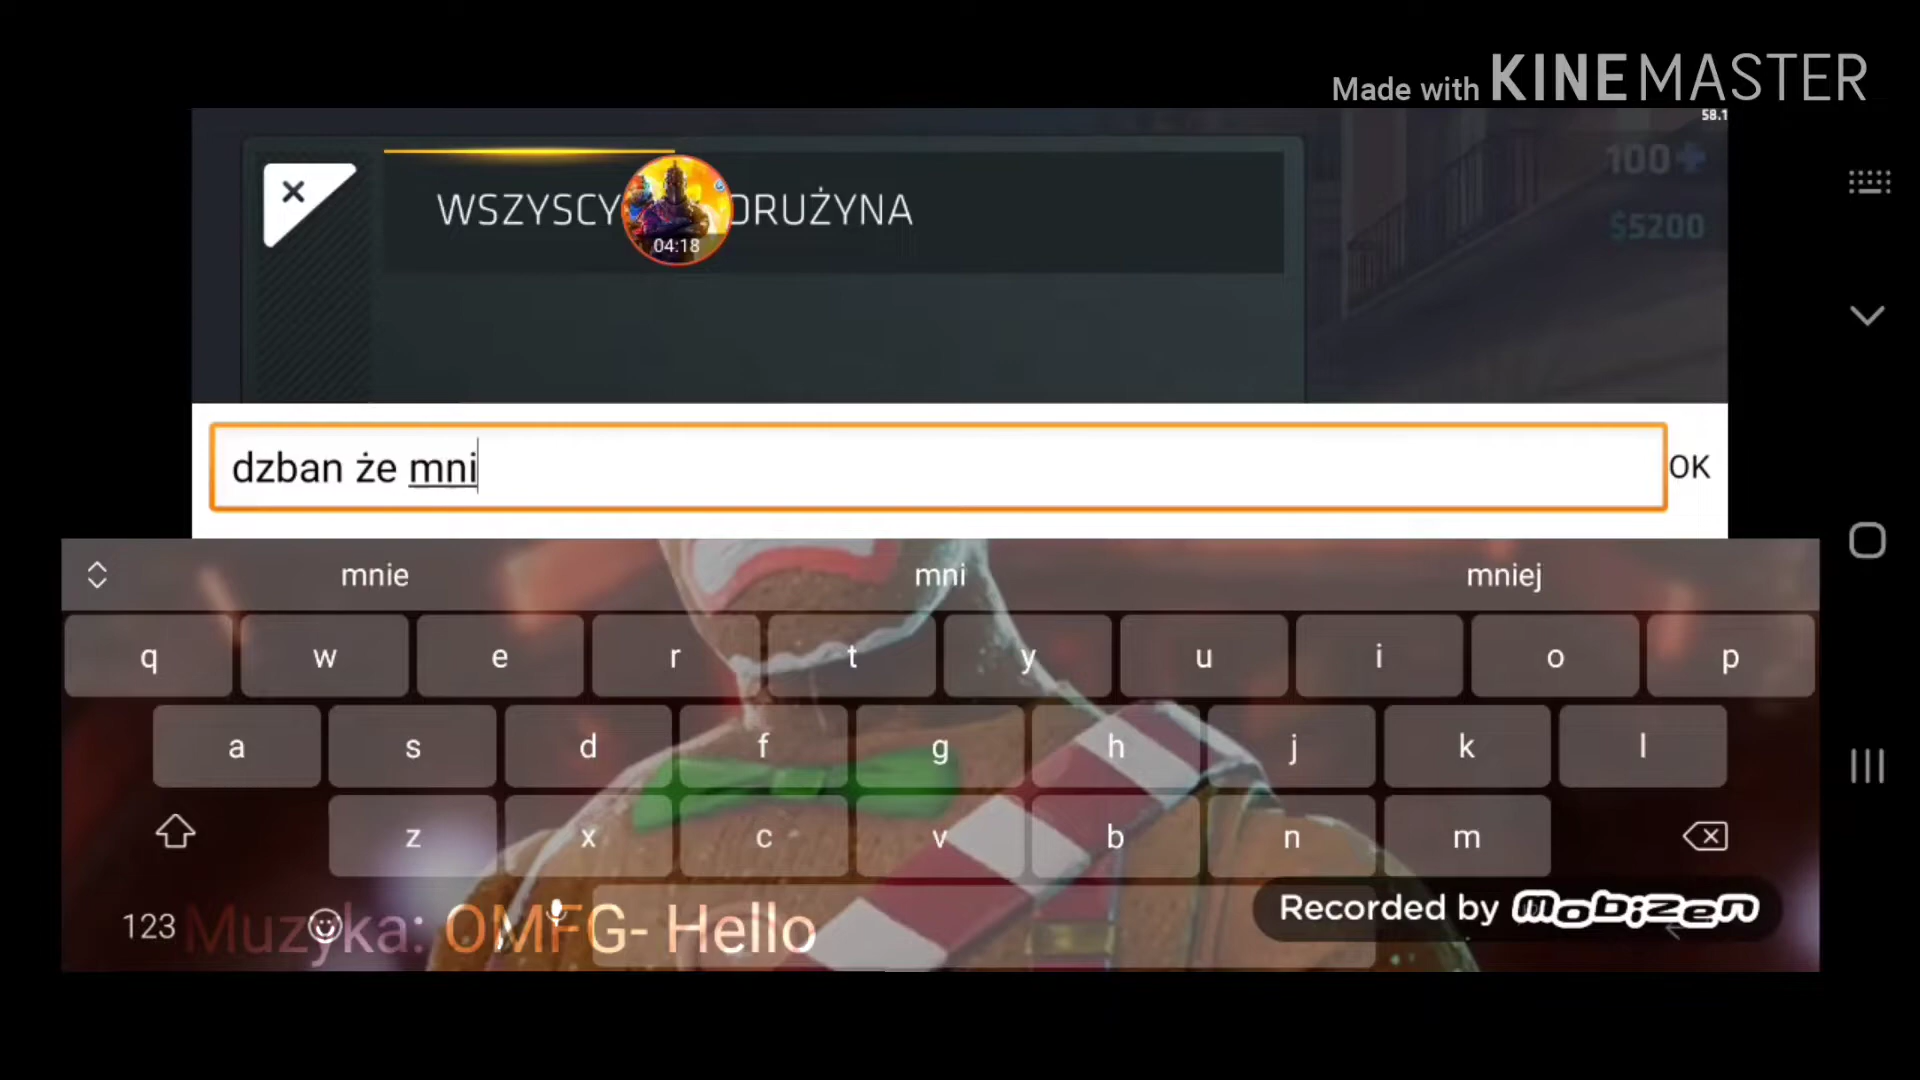 Made with KINEMASTER
58.1
100
$5200
WSZYSCY DRUŻYNA
04:18
dzban że mni
OK
mnie mni mniej
q w e r t y u i o p
a s d f g h j k l
z x c v b n m
123
Muzyka: OMFG- Hello
Recorded by mobizen